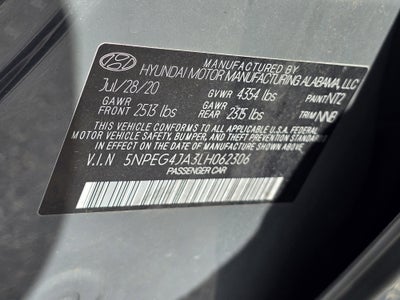 MANUFACTURED BY
HYUNDAI MOTOR MANUFACTURING ALABAMA, LLC
Jul/28/20 GVWR 4354 lbs PAINT: NT2
GAWR FRONT 2513 lbs GAWR REAR 2315 lbs TRIM: NNB
THIS VEHICLE CONFORMS TO ALL APPLICABLE U.S.A. FEDERAL
MOTOR VEHICLE SAFETY, BUMPER, AND THEFT PREVENTION STANDARDS
IN EFFECT ON THE DATE OF MANUFACTURE SHOWN ABOVE.
V.I.N 5NPEG4JA3LH062306
PASSENGER CAR